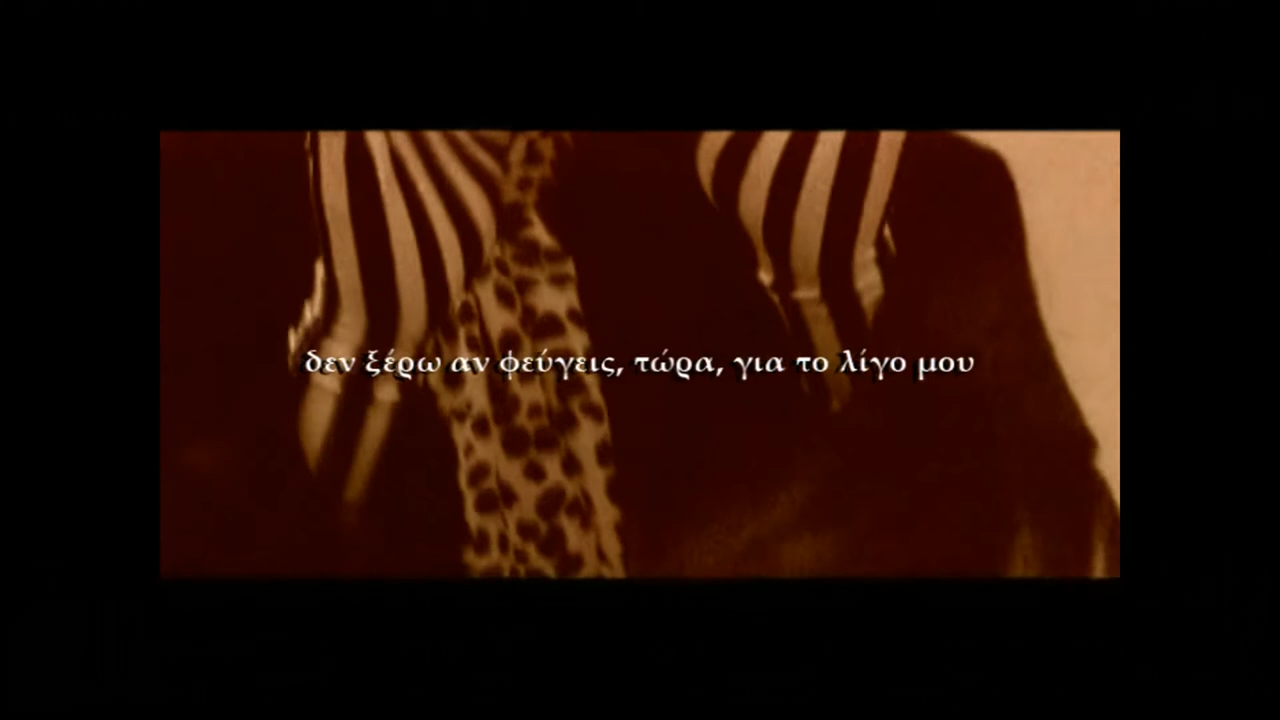 δεν ξέρω αν φεύγεις, τώρα, για το λίγο μου